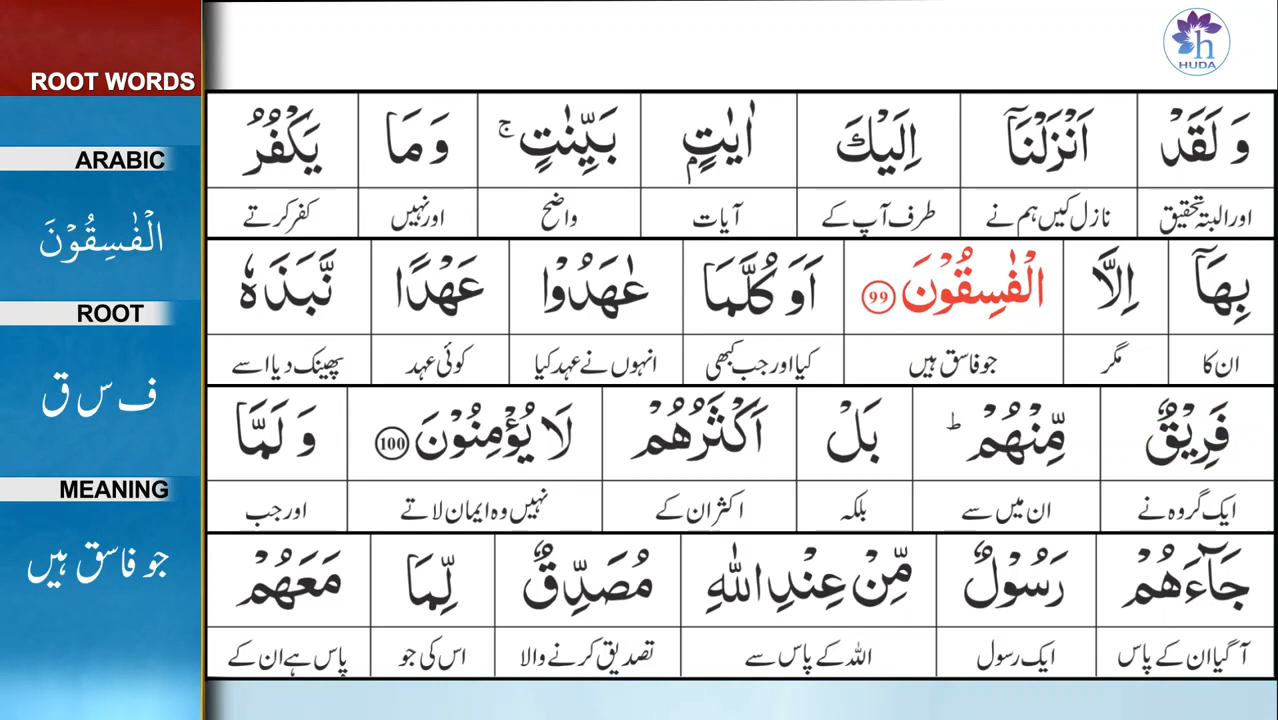 ROOT WORDS
ARABIC
الْفٰسِقُوْنَ
ROOT
ف س ق
MEANING
جو فاسق ہیں
HUDA
وَ لَقَدْ اَنْزَلْنَاۤ اِلَیْكَ اٰیٰتٍۭ بَیِّنٰتٍ ۚ وَ مَا یَكْفُرُ
اور البتہ تحقیق نازل کیں ہم نے طرف آپ کے آیات واضح اور نہیں کفر کرتے
بِهَاۤ اِلَّا الْفٰسِقُوْنَ 99 اَوَ كُلَّمَا عٰهَدُوْا عَهْدًا نَّبَذَهٗ
ان کا مگر جو فاسق ہیں کیا اور جب کبھی انہوں نے عہد کیا کوئی عہد پھینک دیا اسے
فَرِیْقٌ مِّنْهُمْ ؕ بَلْ اَكْثَرُهُمْ لَا یُؤْمِنُوْنَ 100 وَ لَمَّا
ایک گروہ نے ان میں سے بلکہ اکثر ان کے نہیں وہ ایمان لاتے اور جب
جَآءَهُمْ رَسُوْلٌ مِّنْ عِنْدِ اللّٰهِ مُصَدِّقٌ لِّمَا مَعَهُمْ
آ گیا ان کے پاس ایک رسول اللہ کے پاس سے تصدیق کرنے والا اس کی جو پاس ہے ان کے